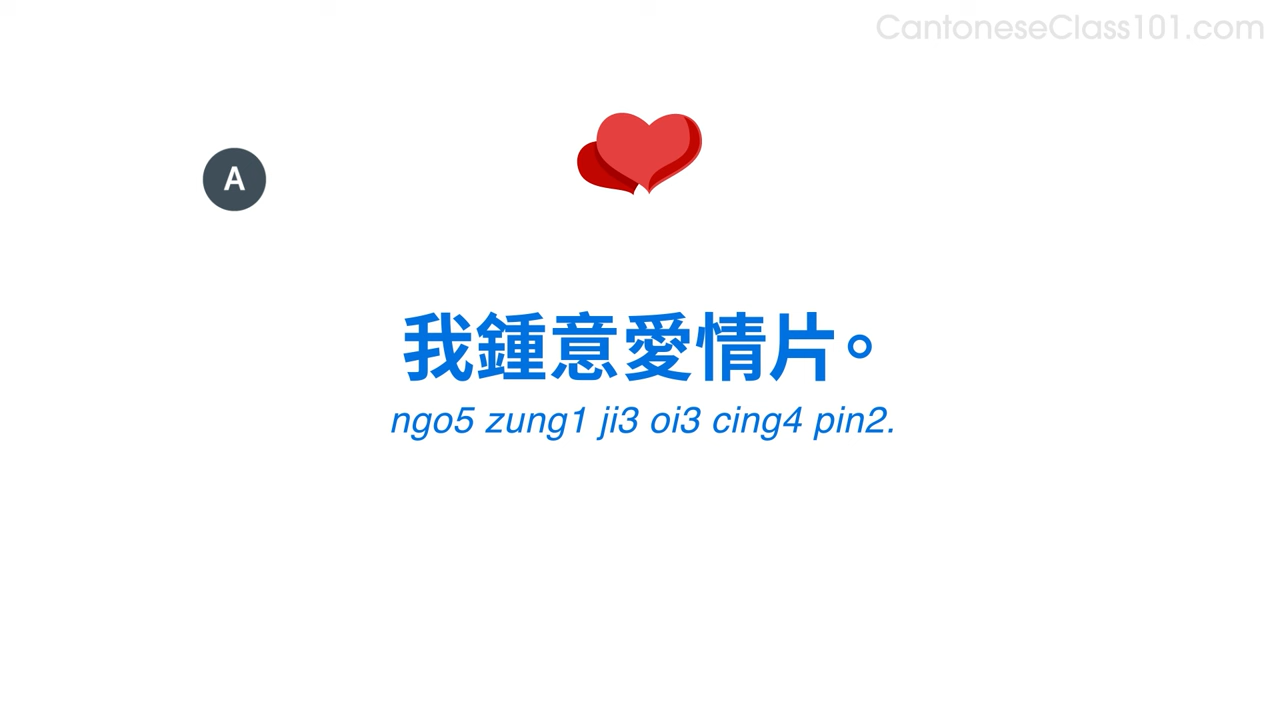 CantoneseClass101.com
A
我鍾意愛情片。
ngo5 zung1 ji3 oi3 cing4 pin2.